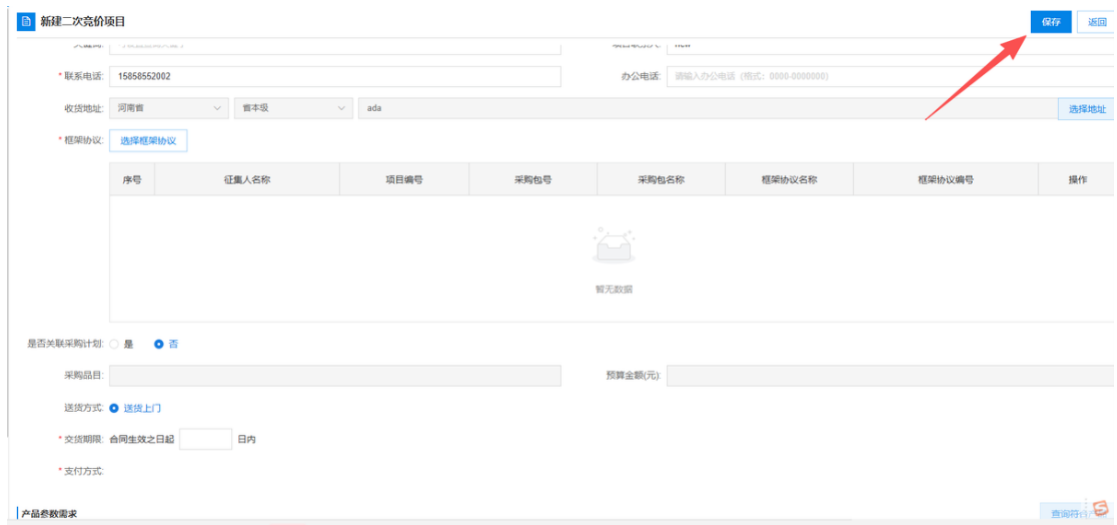 新建二次竞价项目
保存 返回
* 联系电话: 15858552002 办公电话: 请输入办公电话 (格式: 0000-0000000)
收货地址: 河南省 省本级 ada 选择地址
* 框架协议: 选择框架协议
序号 征集人名称 项目编号 采购包号 采购包名称 框架协议名称 框架协议编号 操作
暂无数据
是否关联采购计划: 是 否
采购品目: 预算金额(元):
送货方式: 送货上门
* 交货期限: 合同生效之日起 日内
* 支付方式:
产品参数需求 查询符合